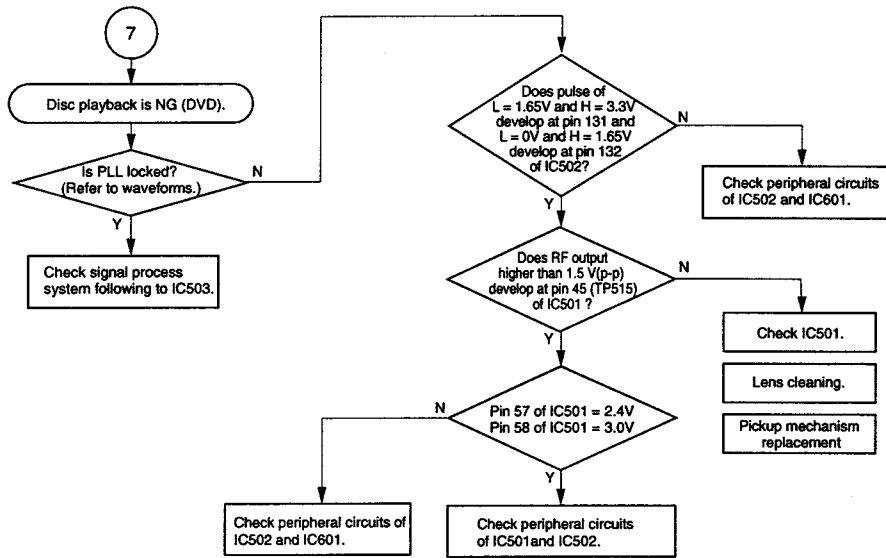 7
Disc playback is NG (DVD).
Is PLL locked?
(Refer to waveforms.)
N
Y
Check signal process
system following to IC503.
Does pulse of
L = 1.65V and H = 3.3V
develop at pin 131 and
L = 0V and H = 1.65V
develop at pin 132
of IC502?
N
Check peripheral circuits
of IC502 and IC601.
Y
Does RF output
higher than 1.5 V(p-p)
develop at pin 45 (TP515)
of IC501 ?
N
Check IC501.
Lens cleaning.
Pickup mechanism
replacement
Y
Pin 57 of IC501 = 2.4V
Pin 58 of IC501 = 3.0V
N
Y
Check peripheral circuits of
IC502 and IC601.
Check peripheral circuits
of IC501and IC502.